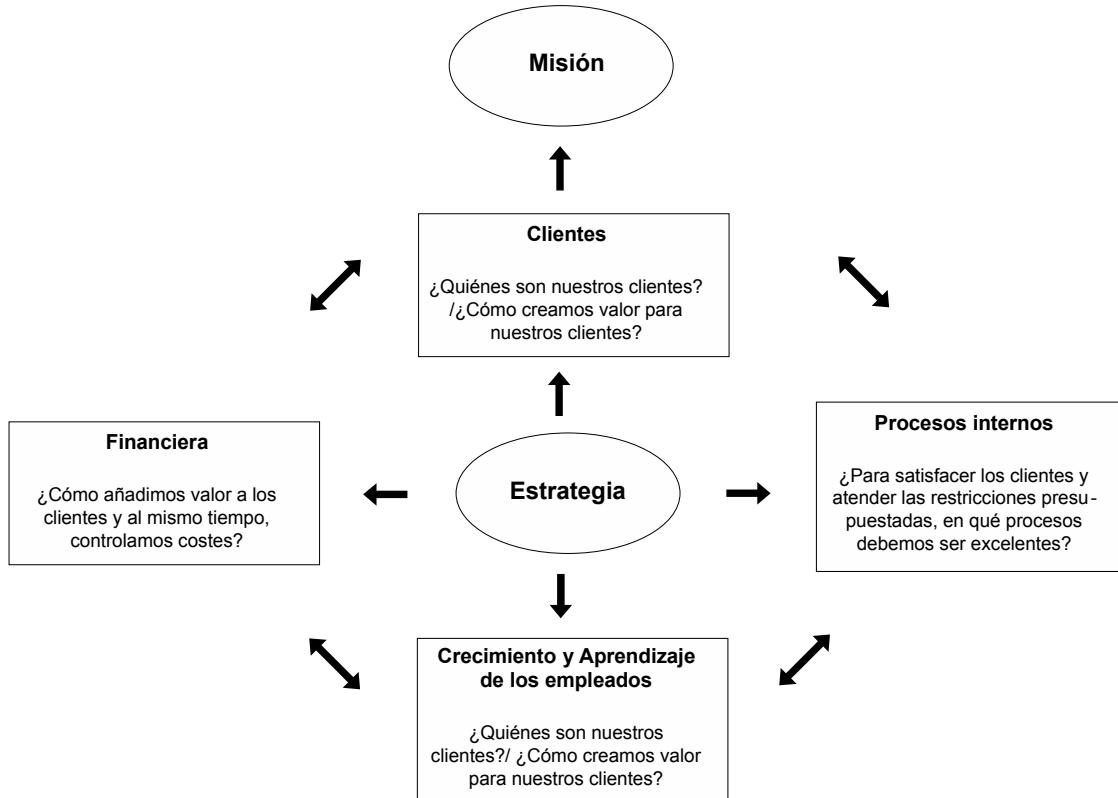 Misión
Clientes
¿Quiénes son nuestros clientes?
/¿Cómo creamos valor para
nuestros clientes?
Financiera
¿Cómo añadimos valor a los
clientes y al mismo tiempo,
controlamos costes?
Estrategia
Procesos internos
¿Para satisfacer los clientes y
atender las restricciones presu-
puestadas, en qué procesos
debemos ser excelentes?
Crecimiento y Aprendizaje
de los empleados
¿Quiénes son nuestros
clientes?/ ¿Cómo creamos valor
para nuestros clientes?